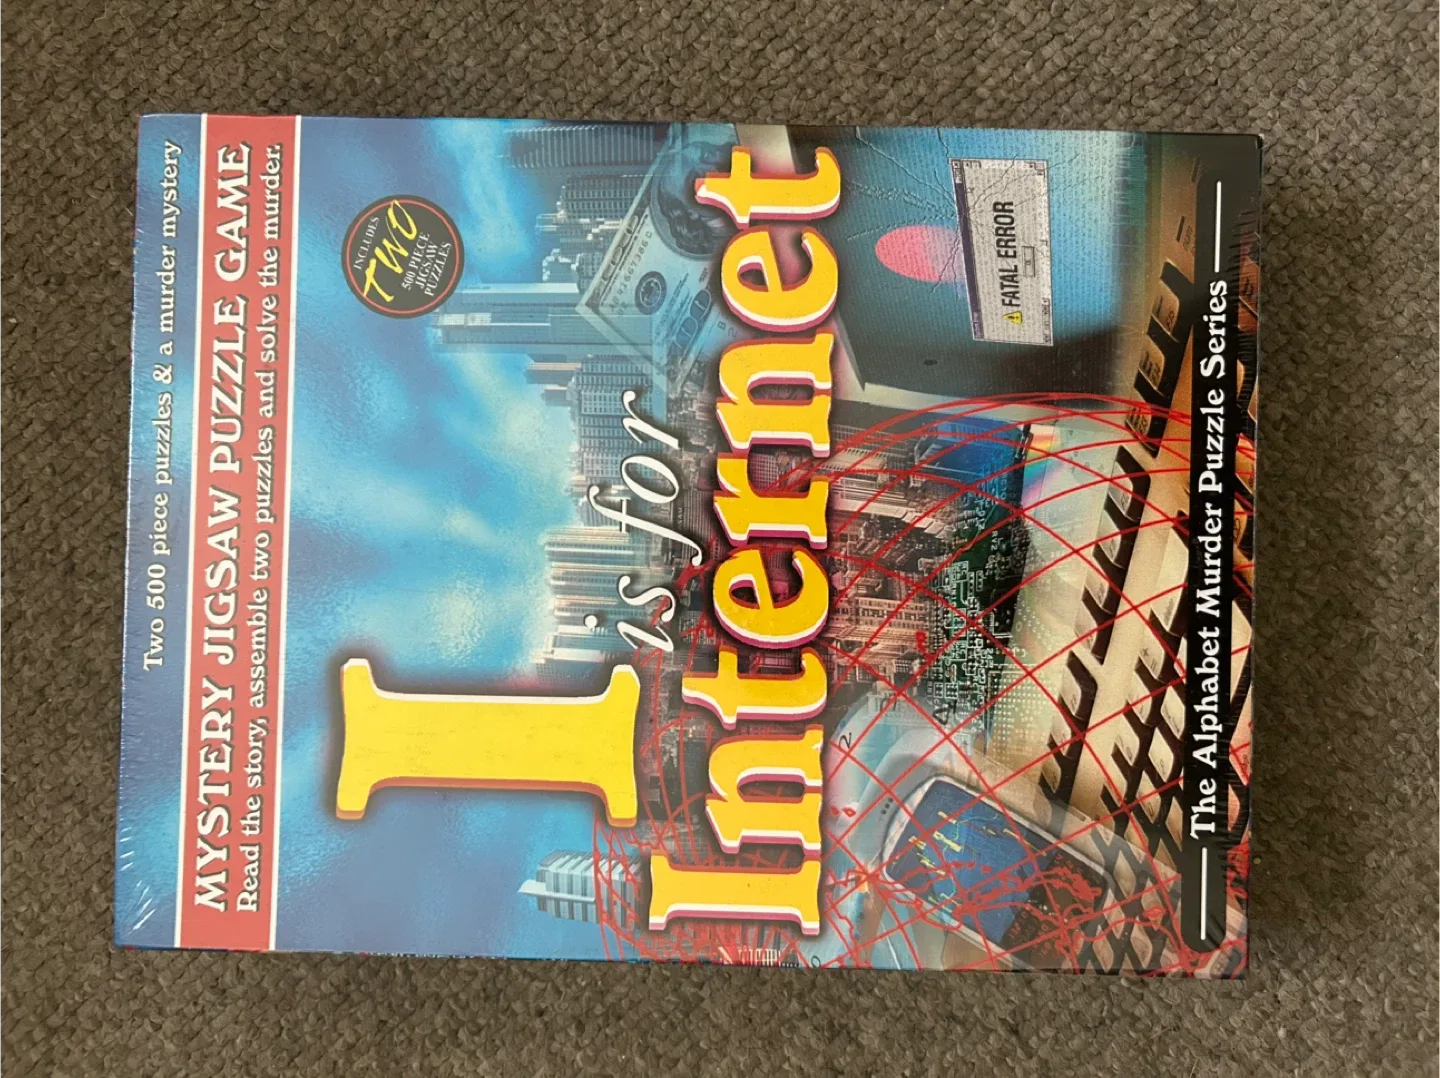 Two 500 piece puzzles & a murder mystery
MYSTERY JIGSAW PUZZLE GAME
Read the story, assemble two puzzles and solve the murder.
INCLUDES
TWO
500 PIECE
JIGSAW
PUZZLES
I
is for
Internet
FATAL ERROR
The Alphabet Murder Puzzle Series